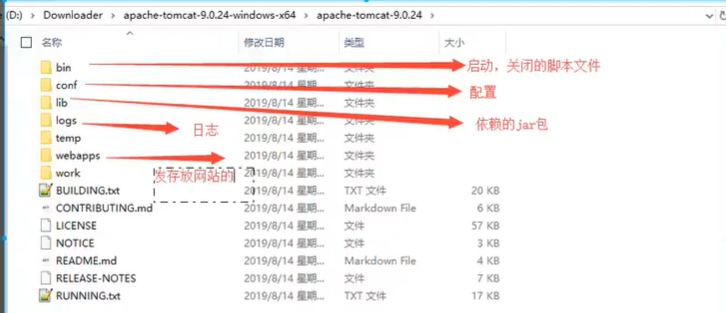 (D:) > Downloader > apache-tomcat-9.0.24-windows-x64 > apache-tomcat-9.0.24 >
名称 修改日期 类型 大小
bin 2019/8/14 星期... 文件夹 启动，关闭的脚本文件
conf 2019/8/14 星期... 文件夹 配置
lib 2019/8/14 星期... 文件夹
logs 2019/8/14 星期... 文件夹 依赖的jar包
temp 日志 2019/8/14 星期... 文件夹
webapps 2019/8/14 星期... 文件夹
work 2019/8/14 星期... 文件夹
发存放网站的
BUILDING.txt 2019/8/14 星期... TXT 文件 20 KB
CONTRIBUTING.md 2019/8/14 星期... Markdown File 6 KB
LICENSE 2019/8/14 星期... 文件 57 KB
NOTICE 2019/8/14 星期... 文件 3 KB
README.md 2019/8/14 星期... Markdown File 4 KB
RELEASE-NOTES 2019/8/14 星期... 文件 7 KB
RUNNING.txt 2019/8/14 星期... TXT 文件 17 KB